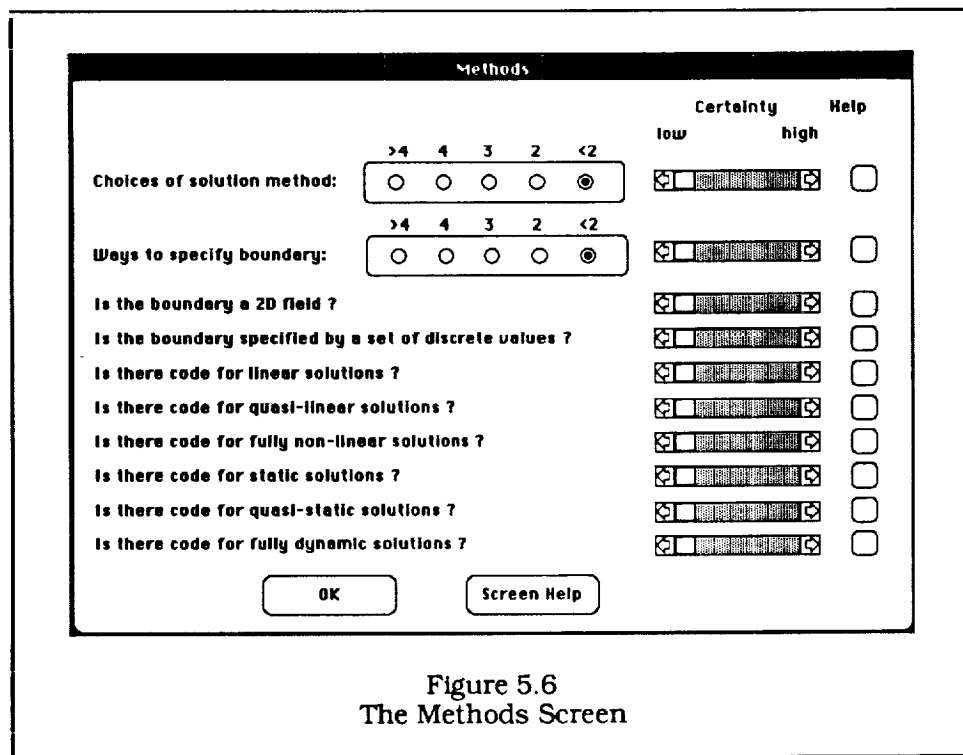 Methods
Certainty Help
low high
>4 4 3 2 <2
Choices of solution method:
>4 4 3 2 <2
Ways to specify boundary:
Is the boundary a 2D field ?
Is the boundary specified by a set of discrete values ?
Is there code for linear solutions ?
Is there code for quasi-linear solutions ?
Is there code for fully non-linear solutions ?
Is there code for static solutions ?
Is there code for quasi-static solutions ?
Is there code for fully dynamic solutions ?
OK Screen Help
Figure 5.6
The Methods Screen